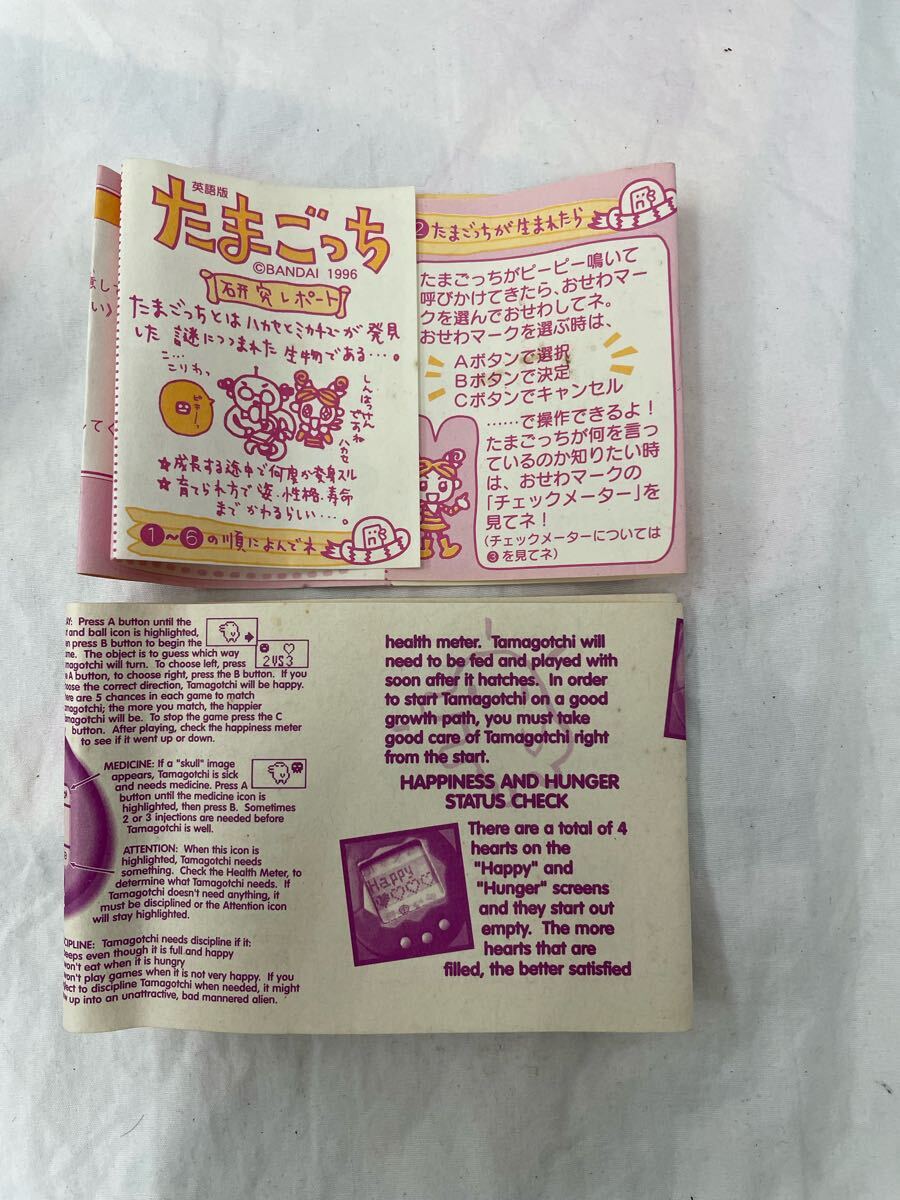 英語版
たまごっち
©BANDAI 1996
研究レポート
たまごっちとはハカセとミカチューが発見
した謎につつまれた生物である…。
しんはっけん
ですね
ハカセ
★成長する途中で何度か変身スル
★育てられ方で姿・性格・寿命
までかわるらしい…。
1〜6の順によんでネ
2たまごっちが生まれたら
たまごっちがピーピー鳴いて
呼びかけてきたら、おせわマー
クを選んでおせわしてネ。
おせわマークを選ぶ時は、
Aボタンで選択
Bボタンで決定
Cボタンでキャンセル
……で操作できるよ！
たまごっちが何を言っ
ているのか知りたい時
は、おせわマークの
「チェックメーター」を
見てネ！
(チェックメーターについては
3を見てネ)
Press A button until the
and ball icon is highlighted,
press B button to begin the
The object is to guess which way
will turn. To choose left, press
A button, to choose right, press the B button. If you
the correct direction, Tamagotchi will be happy.
are 5 chances in each game to match
the more you match, the happier
will be. To stop the game press the C
button. After playing, check the happiness meter
to see if it went up or down.
2 VS 3
MEDICINE: If a "skull" image
appears, Tamagotchi is sick
and needs medicine. Press A
button until the medicine icon is
highlighted, then press B. Sometimes
2 or 3 injections are needed before
Tamagotchi is well.
ATTENTION: When this icon is
highlighted, Tamagotchi needs
something. Check the Health Meter, to
determine what Tamagotchi needs. If
Tamagotchi doesn't need anything, it
must be disciplined or the Attention icon
will stay highlighted.
CIPLINE: Tamagotchi needs discipline if it:
eeps even though it is full and happy
on't eat when it is hungry
on't play games when it is not very happy. If you
ect to discipline Tamagotchi when needed, it might
up into an unattractive, bad mannered alien.
health meter. Tamagotchi will
need to be fed and played with
soon after it hatches. In order
to start Tamagotchi on a good
growth path, you must take
good care of Tamagotchi right
from the start.
HAPPINESS AND HUNGER
STATUS CHECK
Happy
There are a total of 4
hearts on the
"Happy" and
"Hunger" screens
and they start out
empty. The more
hearts that are
filled, the better satisfied